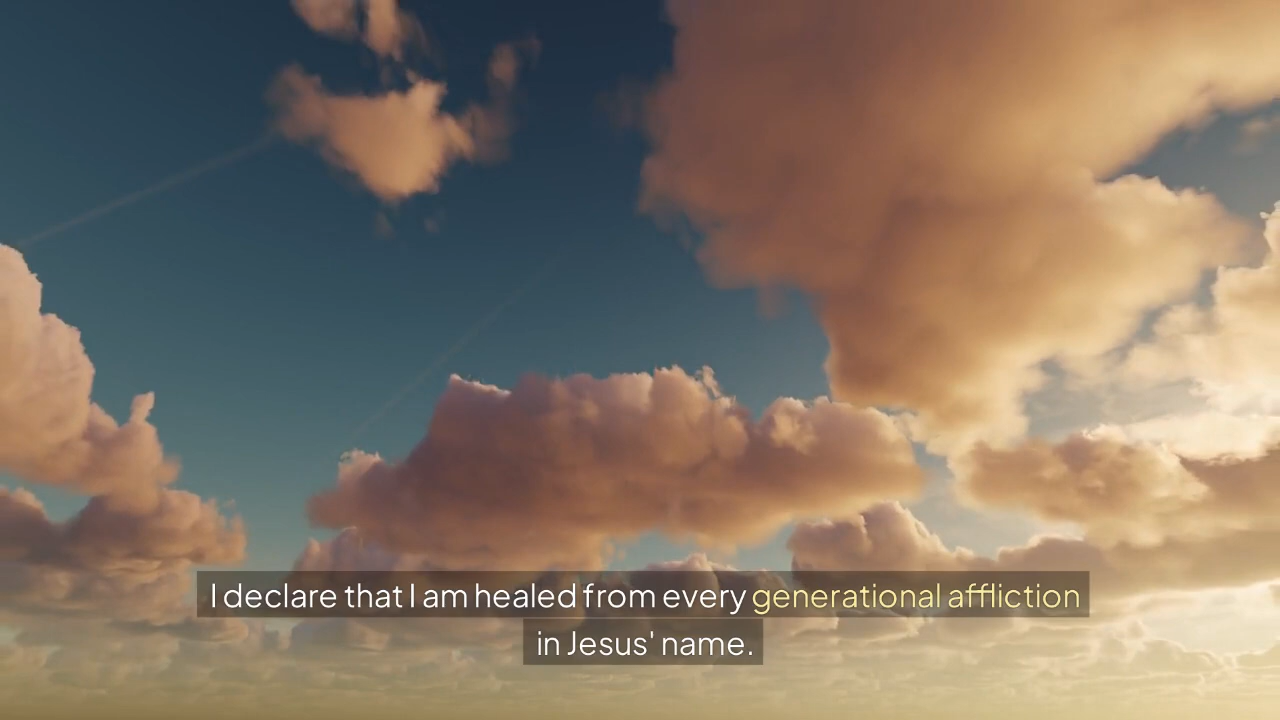 I declare that I am healed from every generational affliction
in Jesus' name.